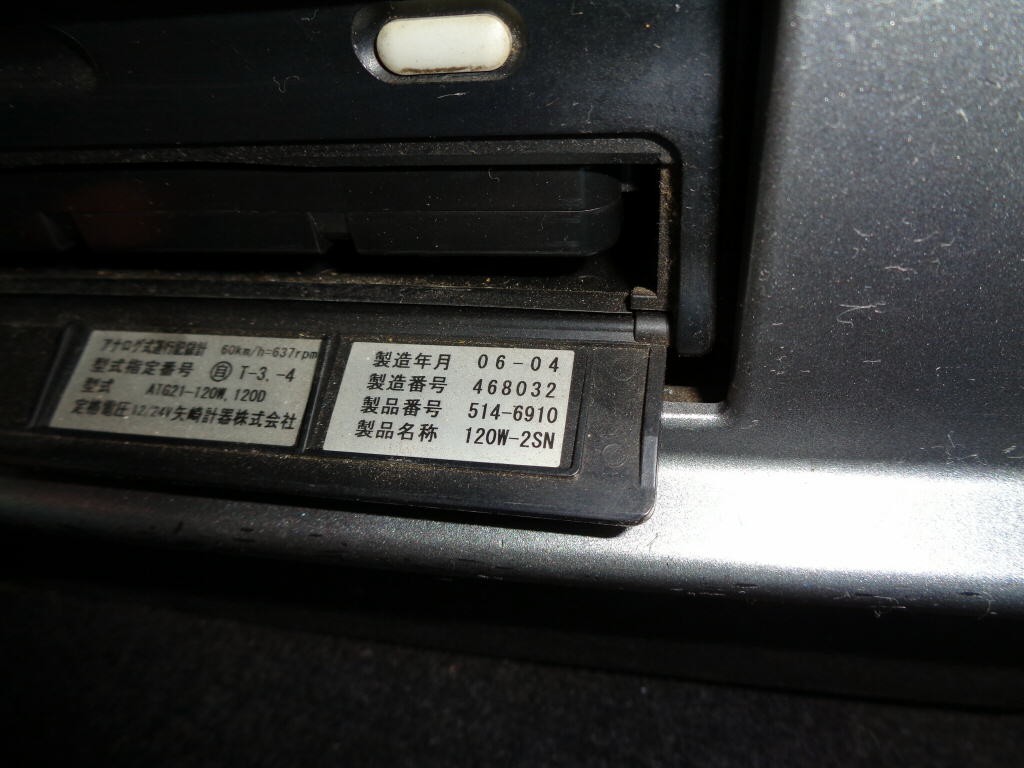 アナログ式運行記録計 60km/h=637rpm
型式指定番号 ㊊ T-3, -4
型式 ATG21-120W, 120D
定格電圧12/24V 矢崎計器株式会社
製造年月 06-04
製造番号 468032
製品番号 514-6910
製品名称 120W-2SN